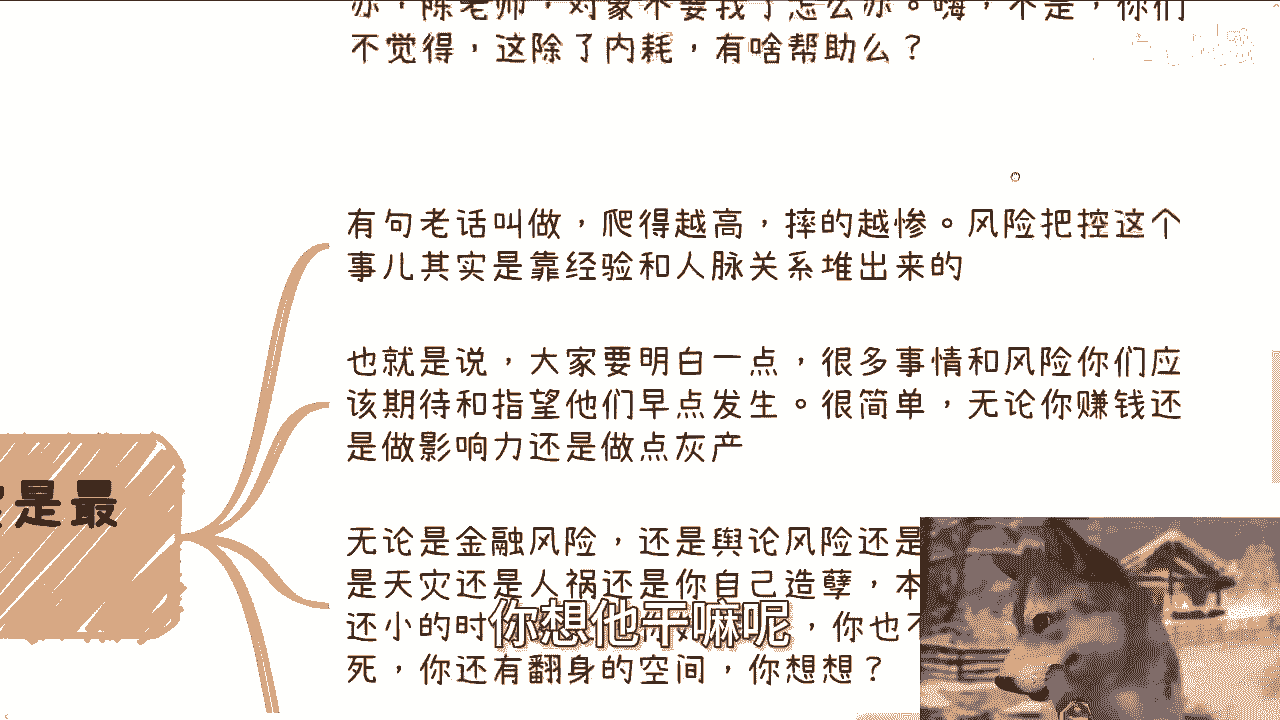 办，陈老师，对象不要我了怎么办。嗨，不是，你们
不觉得，这除了内耗，有啥帮助么？
有句老话叫做，爬得越高，摔的越惨。风险把控这个
事儿其实是靠经验和人脉关系堆出来的
也就是说，大家要明白一点，很多事情和风险你们应
该期待和指望他们早点发生。很简单，无论你赚钱还
是做影响力还是做点灰产
是最
无论是金融风险，还是舆论风险还是
是天灾还是人祸还是你自己造孽，本
还小的时
，你也不
死，你还有翻身的空间，你想想？
你想他干嘛呢